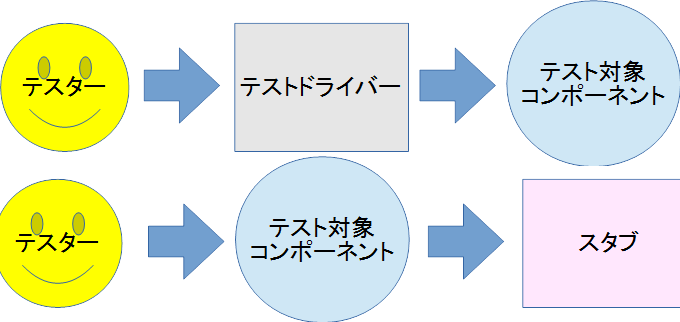 テスター
テストドライバー
テスト対象
コンポーネント
テスター
テスト対象
コンポーネント
スタブ